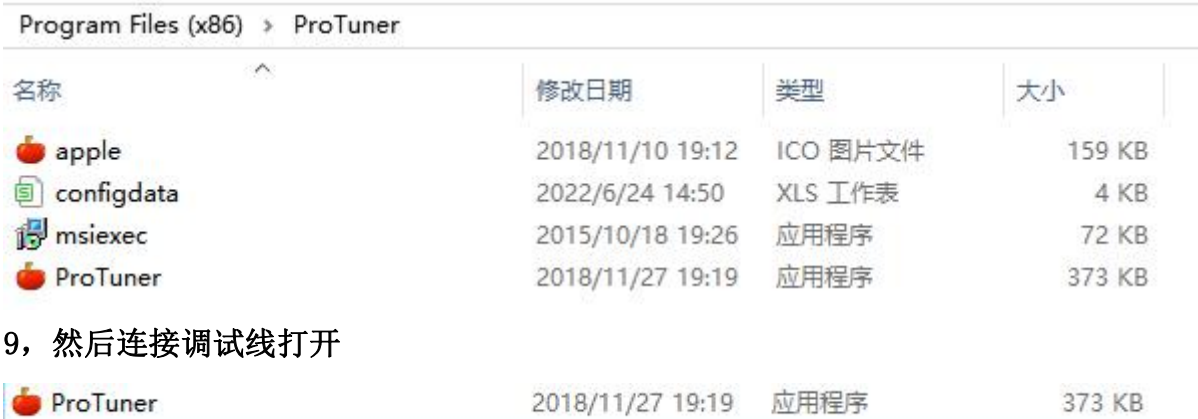 Program Files (x86) > ProTuner
名称 修改日期 类型 大小
apple 2018/11/10 19:12 ICO 图片文件 159 KB
configdata 2022/6/24 14:50 XLS 工作表 4 KB
msiexec 2015/10/18 19:26 应用程序 72 KB
ProTuner 2018/11/27 19:19 应用程序 373 KB
9，然后连接调试线打开
ProTuner 2018/11/27 19:19 应用程序 373 KB